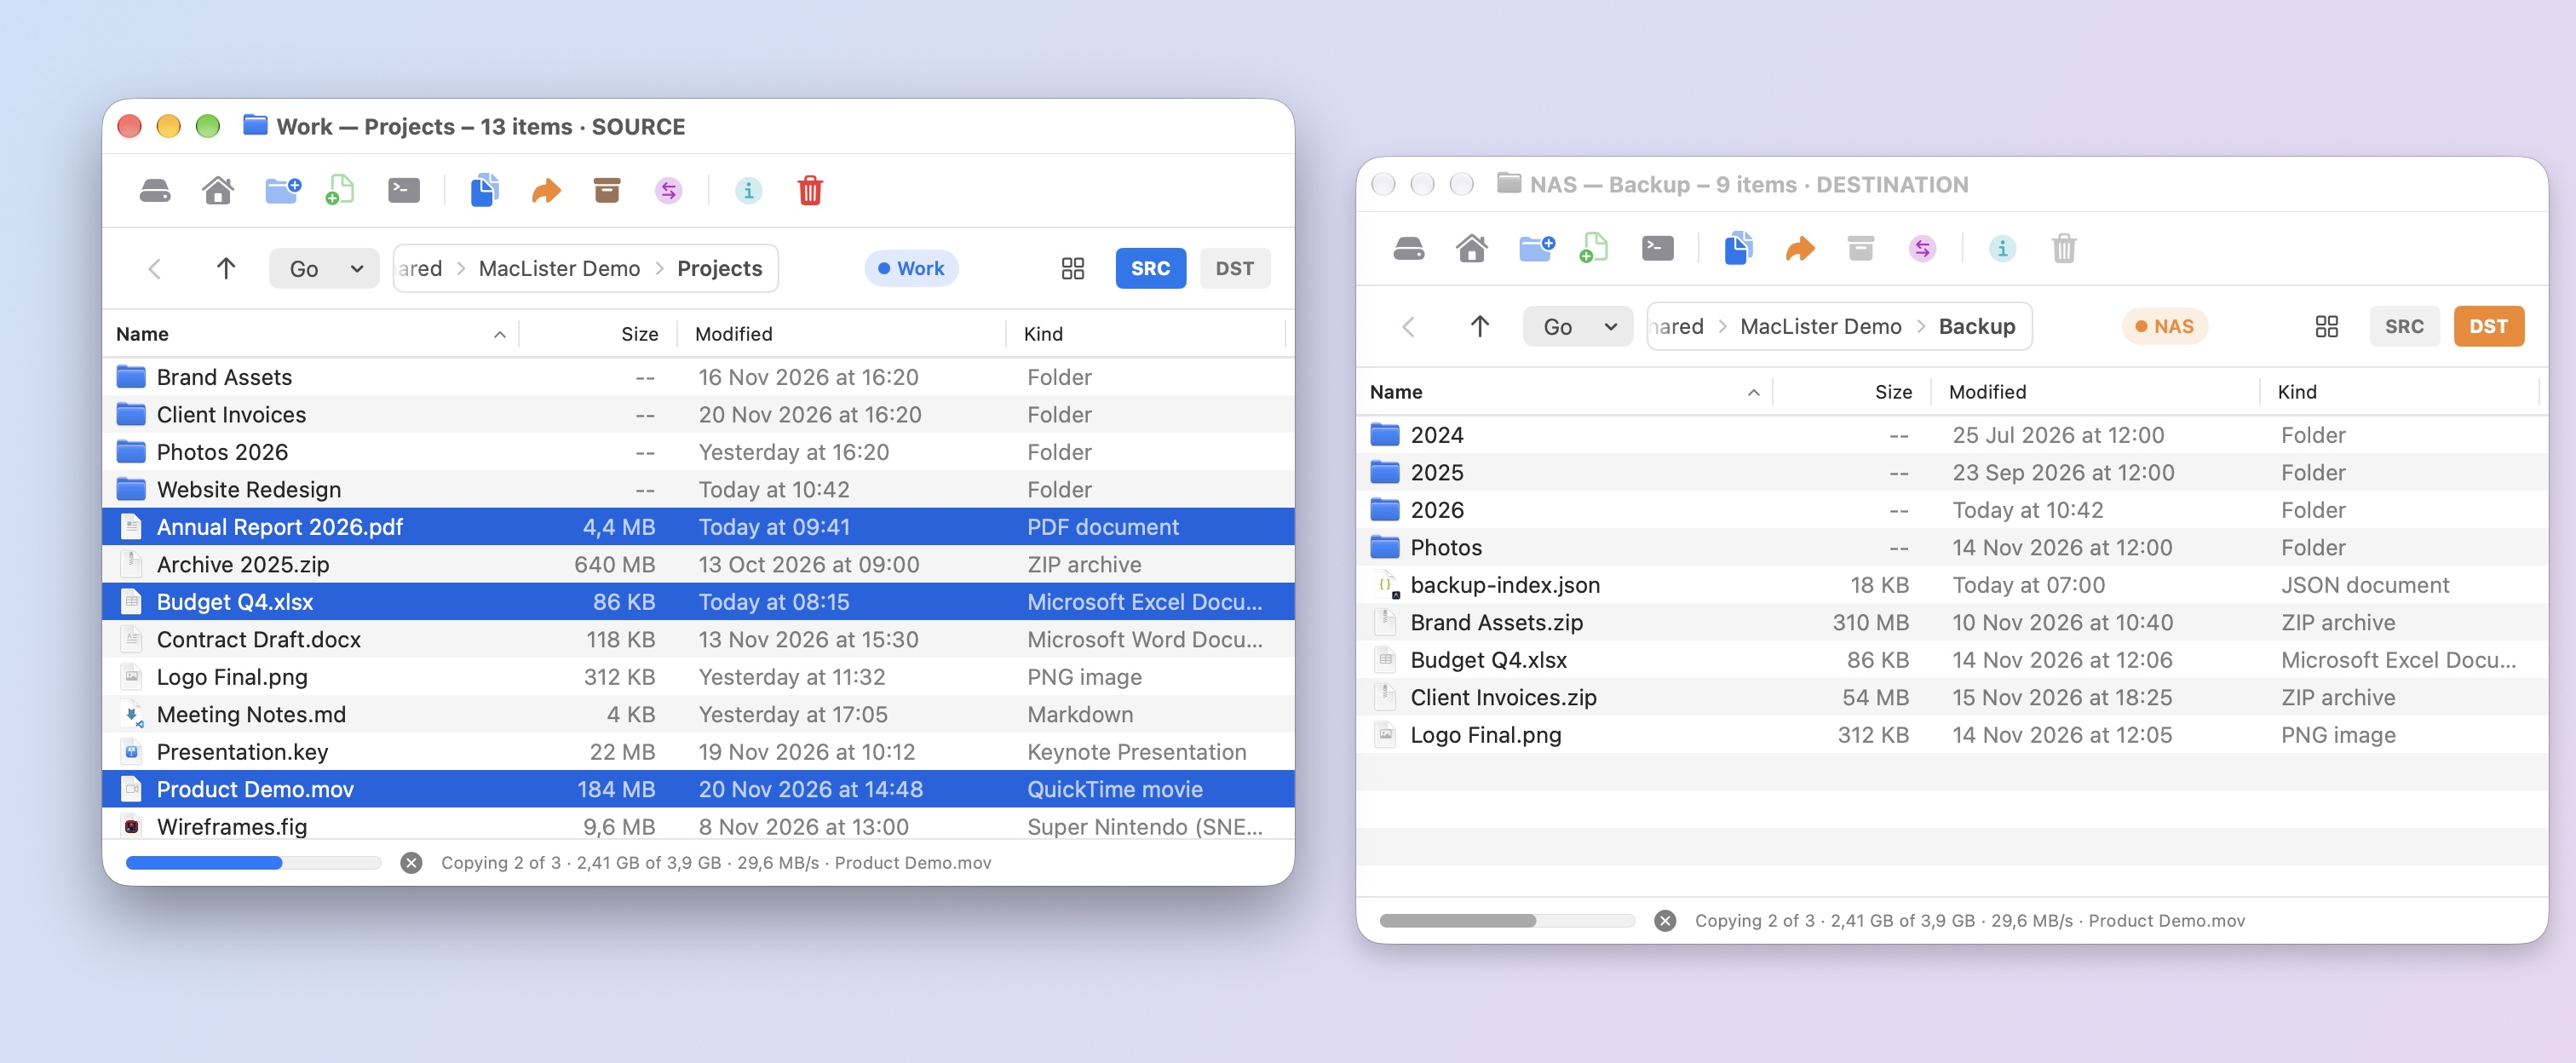 Work — Projects – 13 items · SOURCE
Go ared MacLister Demo Projects Work SRC DST
Name Size Modified Kind
Brand Assets -- 16 Nov 2026 at 16:20 Folder
Client Invoices -- 20 Nov 2026 at 16:20 Folder
Photos 2026 -- Yesterday at 16:20 Folder
Website Redesign -- Today at 10:42 Folder
Annual Report 2026.pdf 4,4 MB Today at 09:41 PDF document
Archive 2025.zip 640 MB 13 Oct 2026 at 09:00 ZIP archive
Budget Q4.xlsx 86 KB Today at 08:15 Microsoft Excel Docu...
Contract Draft.docx 118 KB 13 Nov 2026 at 15:30 Microsoft Word Docu...
Logo Final.png 312 KB Yesterday at 11:32 PNG image
Meeting Notes.md 4 KB Yesterday at 17:05 Markdown
Presentation.key 22 MB 19 Nov 2026 at 10:12 Keynote Presentation
Product Demo.mov 184 MB 20 Nov 2026 at 14:48 QuickTime movie
Wireframes.fig 9,6 MB 8 Nov 2026 at 13:00 Super Nintendo (SNE...
Copying 2 of 3 · 2,41 GB of 3,9 GB · 29,6 MB/s · Product Demo.mov
NAS — Backup – 9 items · DESTINATION
Go ared MacLister Demo Backup NAS SRC DST
Name Size Modified Kind
2024 -- 25 Jul 2026 at 12:00 Folder
2025 -- 23 Sep 2026 at 12:00 Folder
2026 -- Today at 10:42 Folder
Photos -- 14 Nov 2026 at 12:00 Folder
backup-index.json 18 KB Today at 07:00 JSON document
Brand Assets.zip 310 MB 10 Nov 2026 at 10:40 ZIP archive
Budget Q4.xlsx 86 KB 14 Nov 2026 at 12:06 Microsoft Excel Docu...
Client Invoices.zip 54 MB 15 Nov 2026 at 18:25 ZIP archive
Logo Final.png 312 KB 14 Nov 2026 at 12:05 PNG image
Copying 2 of 3 · 2,41 GB of 3,9 GB · 29,6 MB/s · Product Demo.mov